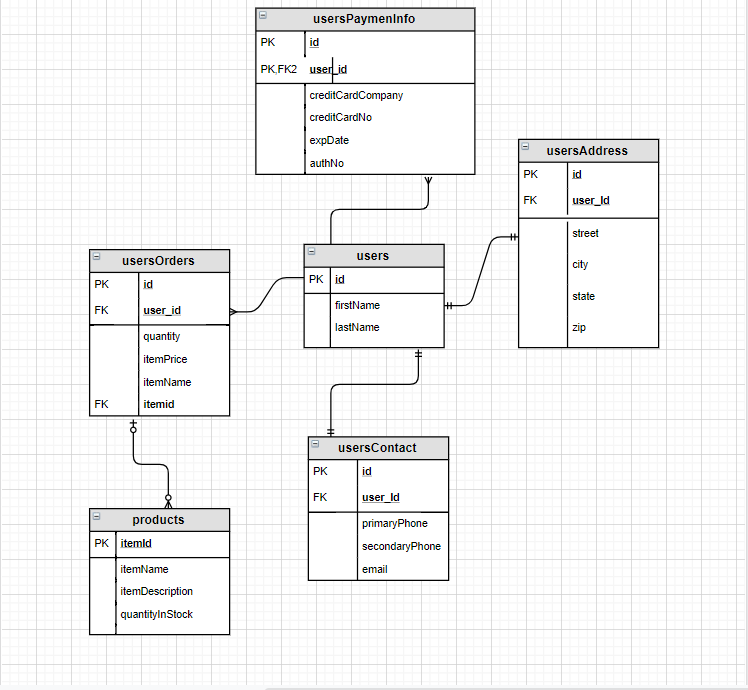 usersPaymenInfo
PK id
PK,FK2 user_id
creditCardCompany
creditCardNo
expDate
authNo
usersAddress
PK id
FK user_Id
street
city
state
zip
users
PK id
firstName
lastName
usersOrders
PK id
FK user_id
quantity
itemPrice
itemName
FK itemid
usersContact
PK id
FK user_Id
primaryPhone
secondaryPhone
email
products
PK itemId
itemName
itemDescription
quantityInStock